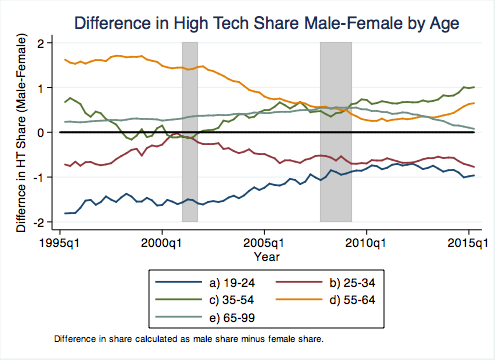 Difference in High Tech Share Male-Female by Age
Difference in HT Share (Male-Female)
2
1
0
-1
-2
1995q1 2000q1 2005q1 2010q1 2015q1
Year
a) 19-24 b) 25-34
c) 35-54 d) 55-64
e) 65-99
Difference in share calculated as male share minus female share.